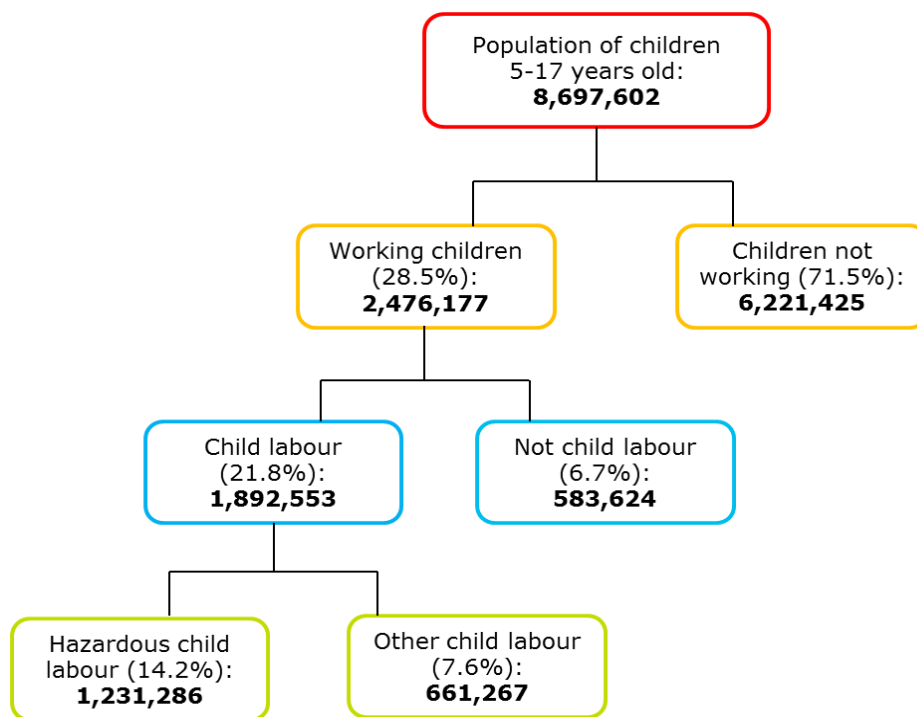 Population of children
5-17 years old:
8,697,602
Working children
(28.5%):
2,476,177
Children not
working (71.5%):
6,221,425
Child labour
(21.8%):
1,892,553
Not child labour
(6.7%):
583,624
Hazardous child
labour (14.2%):
1,231,286
Other child labour
(7.6%):
661,267